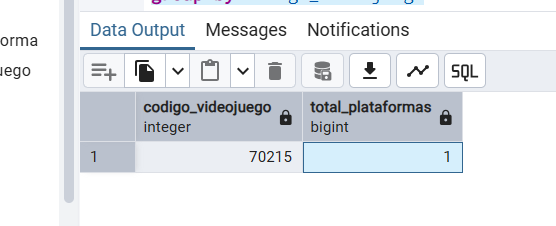 orma
uego
Data Output Messages Notifications
SQL
codigo_videojuego total_plataformas
integer bigint
1 70215 1